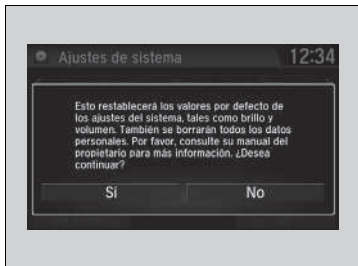 Ajustes de sistema 12:34
Esto restablecerá los valores por defecto de
los ajustes del sistema, tales como brillo y
volumen. También se borrarán todos los datos
personales. Por favor, consulte su manual del
propietario para más información. ¿Desea
continuar?
Sí No